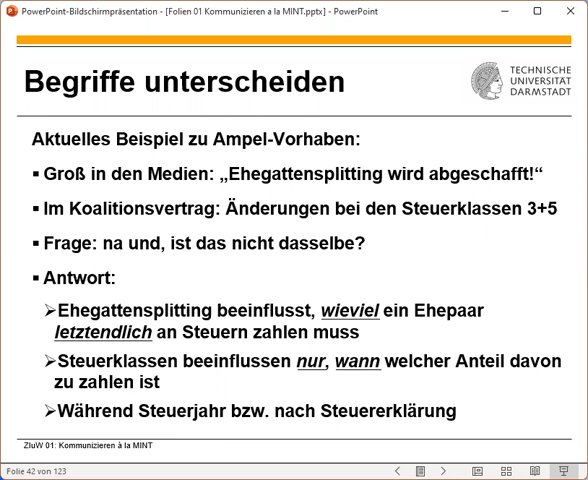 PowerPoint-Bildschirmpräsentation - [Folien 01 Kommunizieren a la MINT.pptx] - PowerPoint
Begriffe unterscheiden
TECHNISCHE
UNIVERSITÄT
DARMSTADT
Aktuelles Beispiel zu Ampel-Vorhaben:
▪ Groß in den Medien: „Ehegattensplitting wird abgeschafft!“
▪ Im Koalitionsvertrag: Änderungen bei den Steuerklassen 3+5
▪ Frage: na und, ist das nicht dasselbe?
▪ Antwort:
➢Ehegattensplitting beeinflusst, wieviel ein Ehepaar
letztendlich an Steuern zahlen muss
➢Steuerklassen beeinflussen nur, wann welcher Anteil davon
zu zahlen ist
➢Während Steuerjahr bzw. nach Steuererklärung
ZluW 01: Kommunizieren à la MINT
Folie 42 von 123